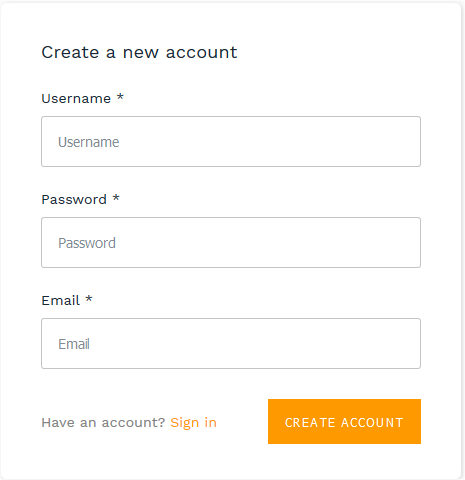 Create a new account
Username *
Username
Password *
Password
Email *
Email
Have an account? Sign in
CREATE ACCOUNT